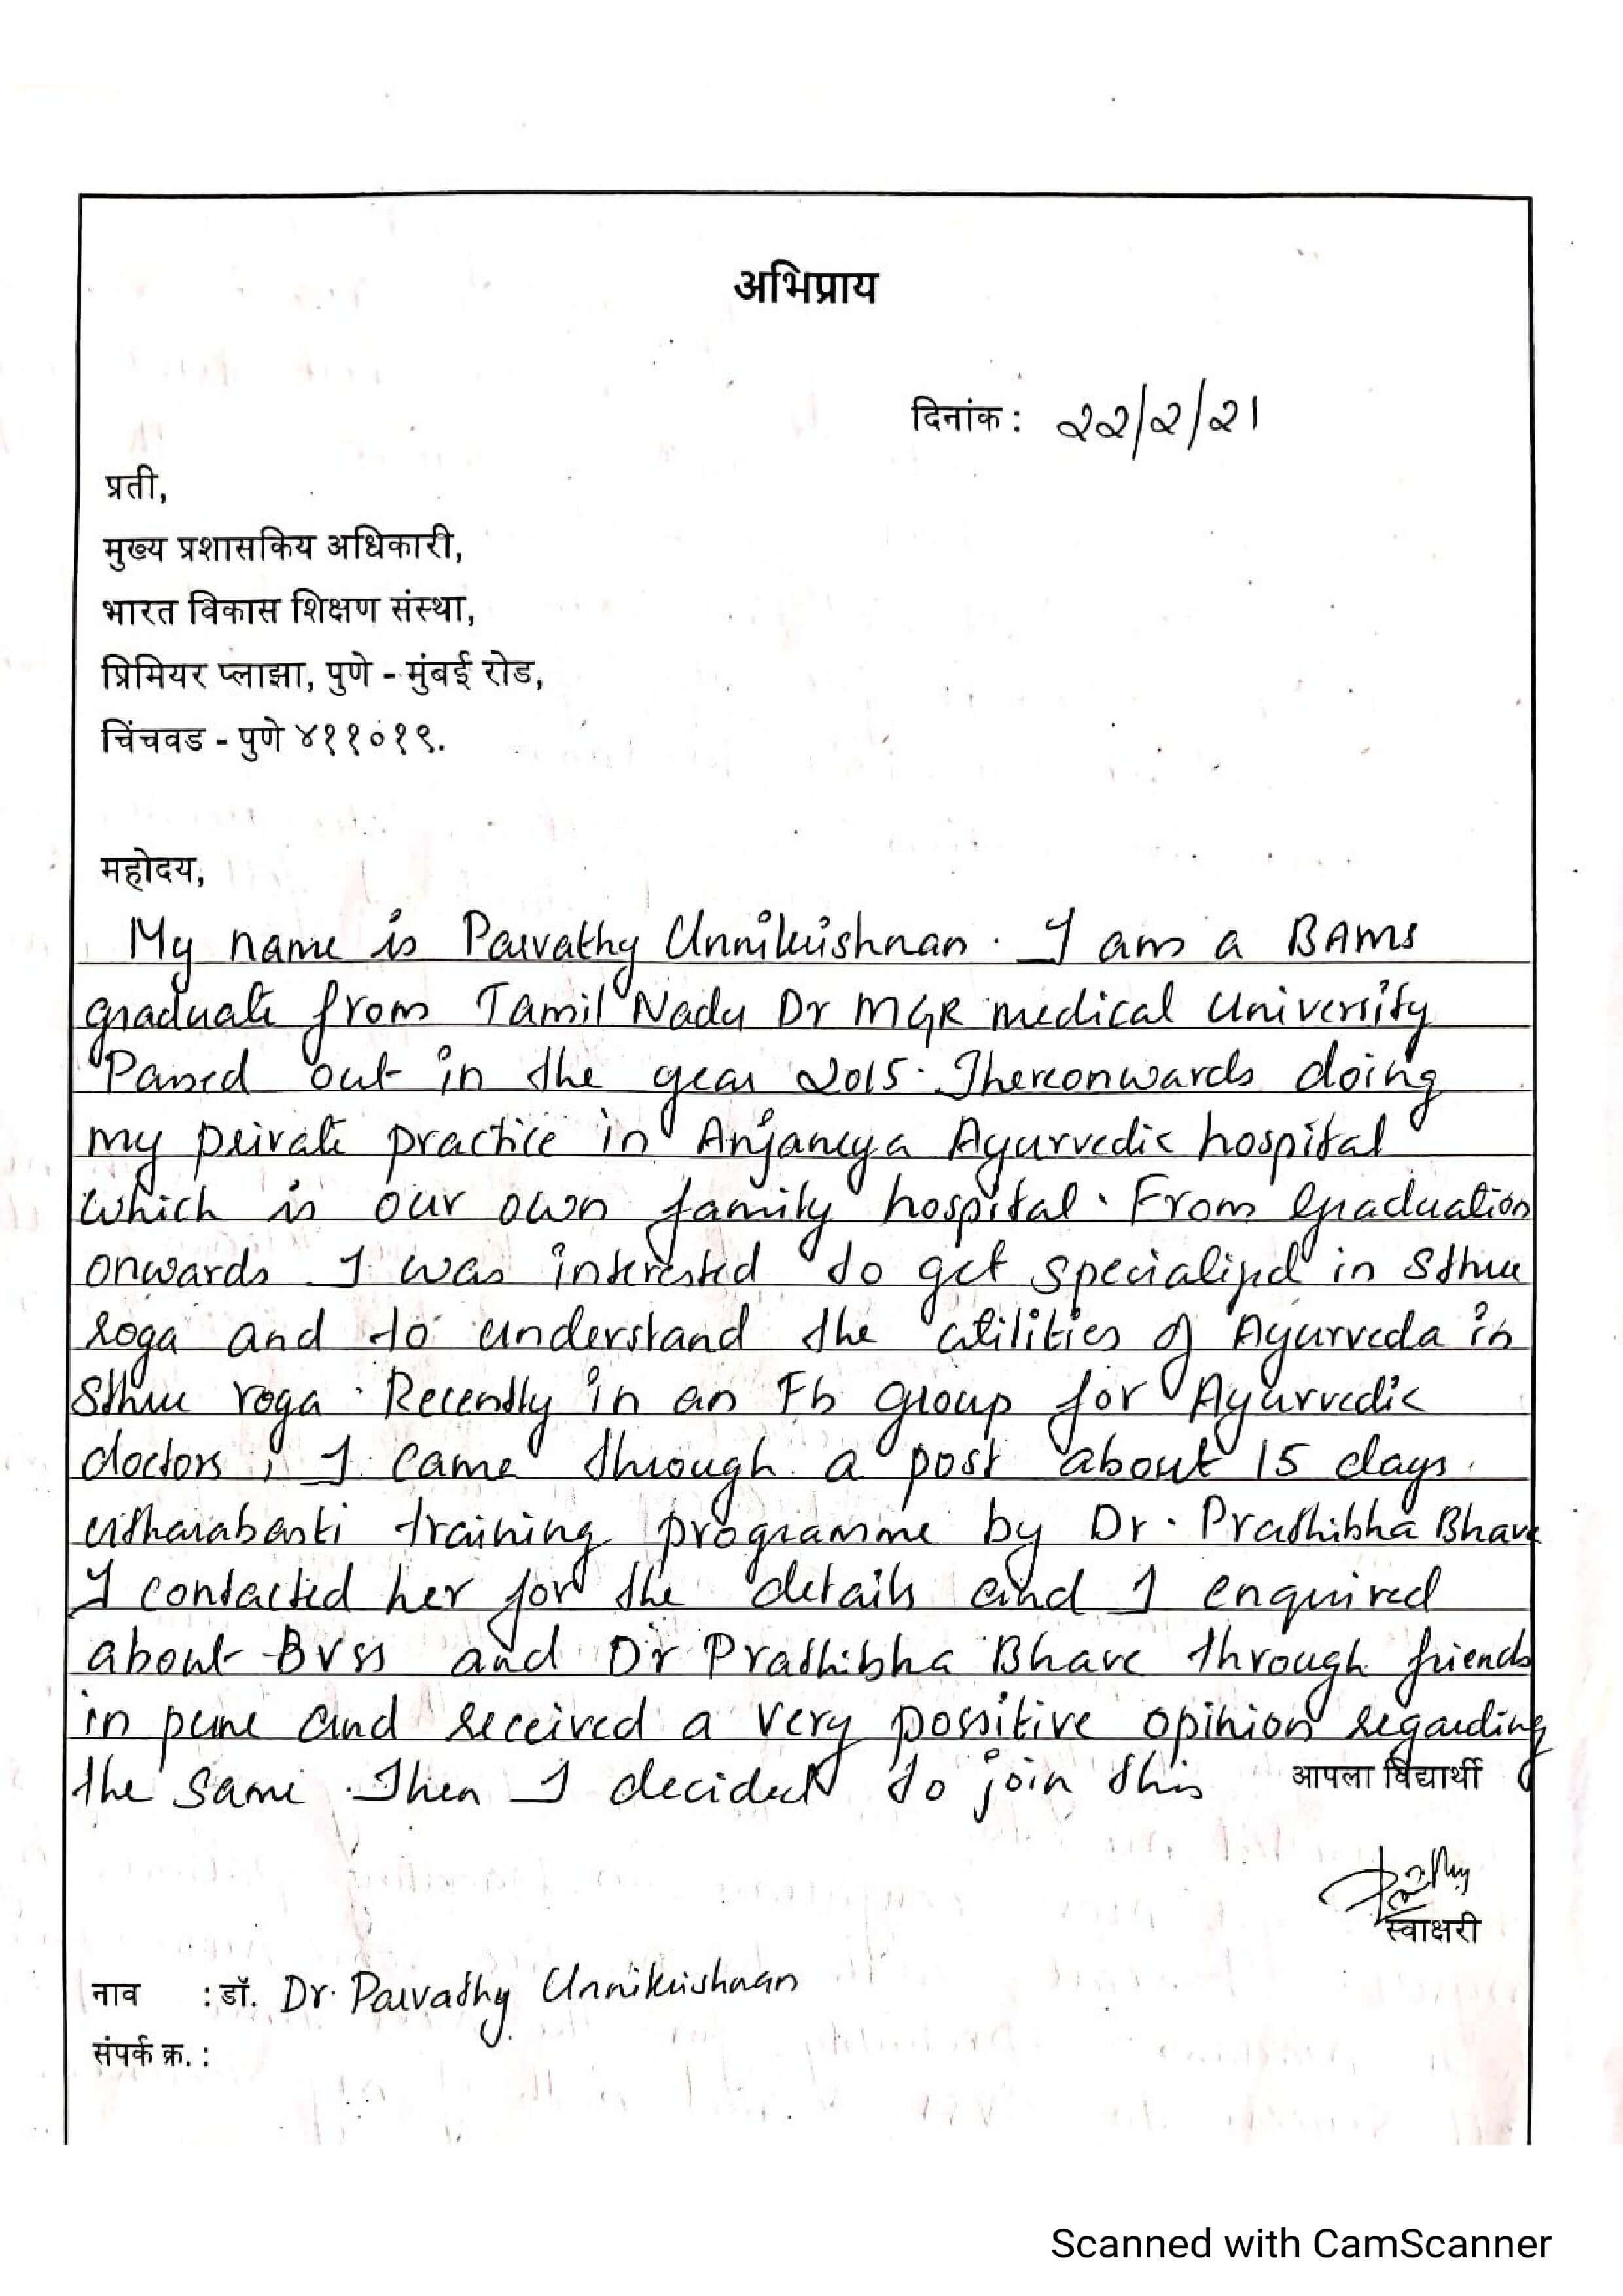 अभिप्राय
दिनांक : 22/2/21
प्रती,
मुख्य प्रशासकिय अधिकारी,
भारत विकास शिक्षण संस्था,
प्रिमियर प्लाझा, पुणे - मुंबई रोड,
चिंचवड - पुणे ४११०१९.
महोदय,
My name is Parvathy Unnikrishnan. I am a BAMS
graduate from Tamil Nadu Dr MGR medical University
Passed out in the year 2015. Thereonwards doing
my private practice in Anjaneya Ayurvedic hospital
which is our own family hospital. From graduation
onwards I was interested to get specialized in Sthree
roga and to understand the utilities of Ayurveda in
Sthree roga. Recently in an Fb group for Ayurvedic
doctors, I came through a post about 15 days
utharabasti training programme by Dr. Prathibha Bhave
I contacted her for the details and I enquired
about BVSS and Dr Prathibha Bhave through friends
in pune and received a very possitive opinion regarding
the same. Then I decided to join this
आपला विद्यार्थी
स्वाक्षरी
नाव : डॉ. Dr. Parvathy Unnikrishnan
संपर्क क्र. :
Scanned with CamScanner